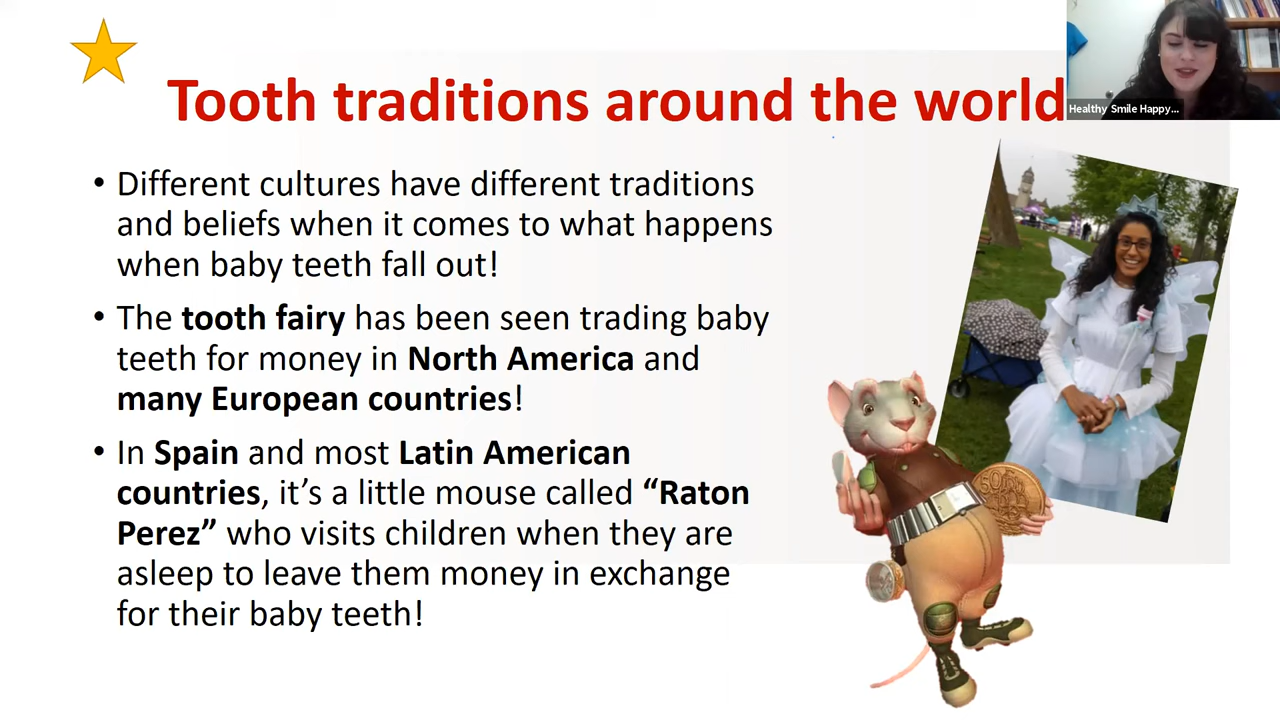 Tooth traditions around the world
Healthy Smile Happy...
• Different cultures have different traditions
and beliefs when it comes to what happens
when baby teeth fall out!
• The tooth fairy has been seen trading baby
teeth for money in North America and
many European countries!
• In Spain and most Latin American
countries, it’s a little mouse called “Raton
Perez” who visits children when they are
asleep to leave them money in exchange
for their baby teeth!